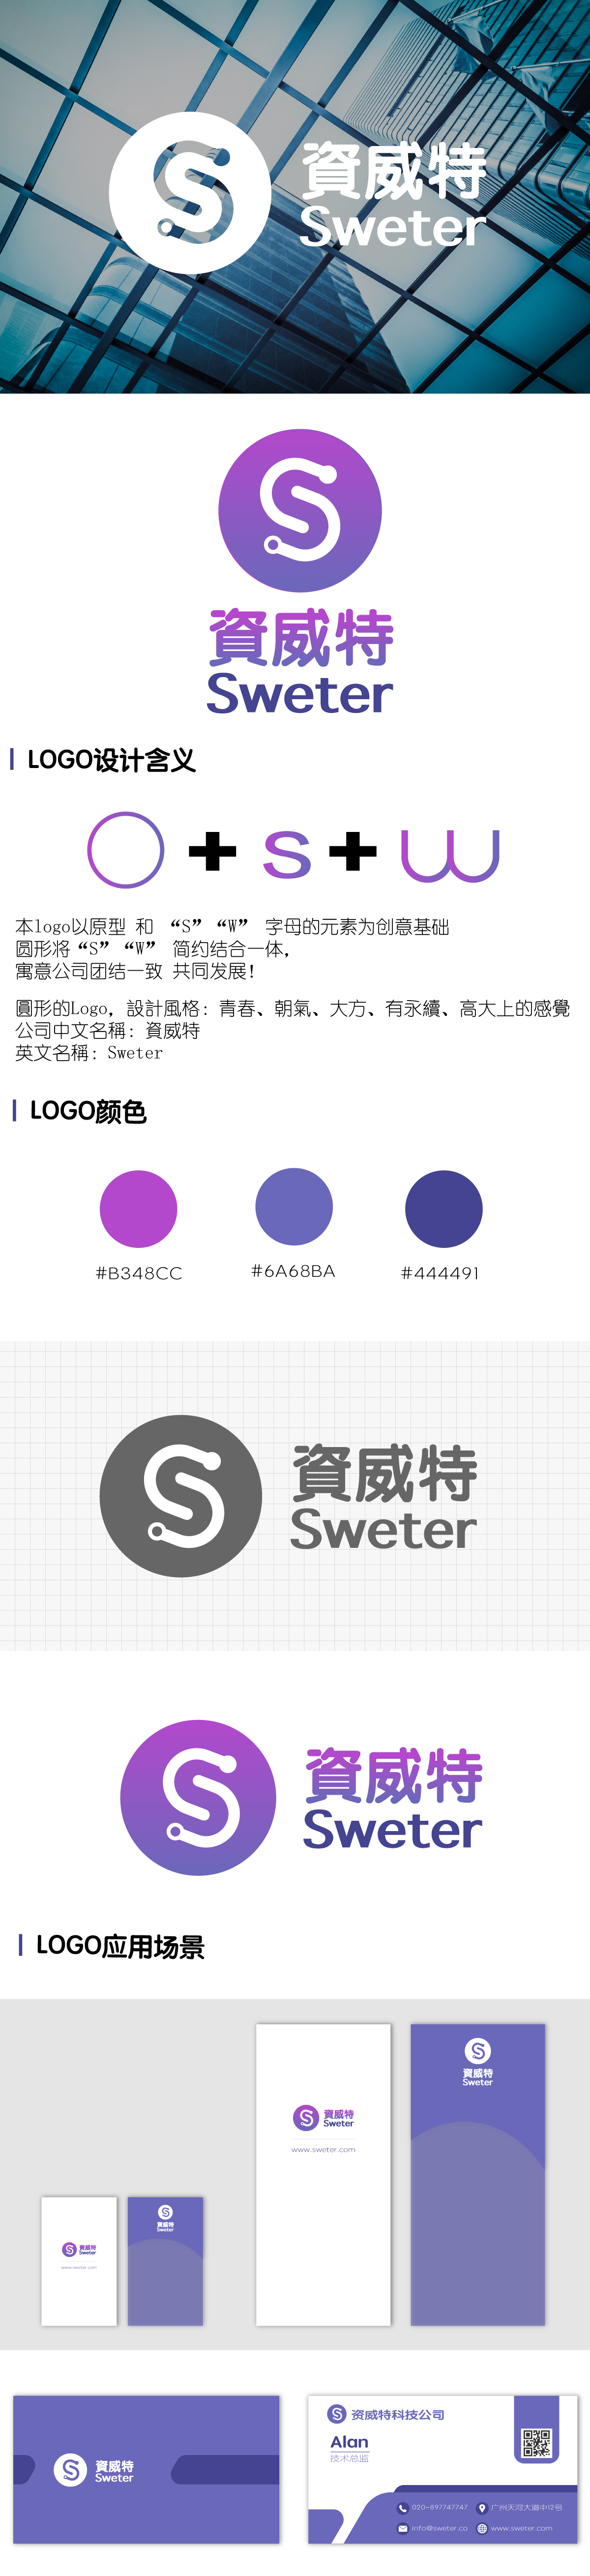 資威特
Sweter
資威特
Sweter
LOGO设计含义
O + S + W
本logo以原型 和 “S” “W” 字母的元素为创意基础
圆形将“S” “W” 简约结合一体,
寓意公司团结一致 共同发展!
圓形的Logo, 設計風格: 青春、朝氣、大方、有永續、高大上的感覺
公司中文名稱: 資威特
英文名稱: Sweter
LOGO颜色
#B348CC
#6A68BA
#444491
資威特
Sweter
資威特
Sweter
LOGO应用场景
資威特
Sweter
資威特
Sweter
www.sweter.com
資威特
Sweter
www.sweter.com
資威特
Sweter
資威特
Sweter
资威特科技公司
Alan
技术总监
020-897747747
广州天河大道中12号
info@sweter.co
www.sweter.com